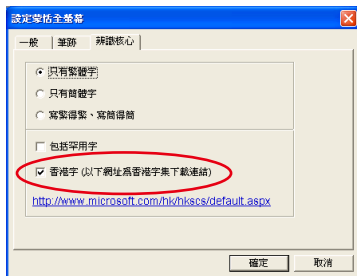 設定蒙恬全螢幕
一般 筆跡 辨識核心
只有繁體字
只有簡體字
寫繁得繁、寫簡得簡
包括罕用字
香港字 (以下網址為香港字集下載連結)
http://www.microsoft.com/hk/hkscs/default.aspx
確定 取消